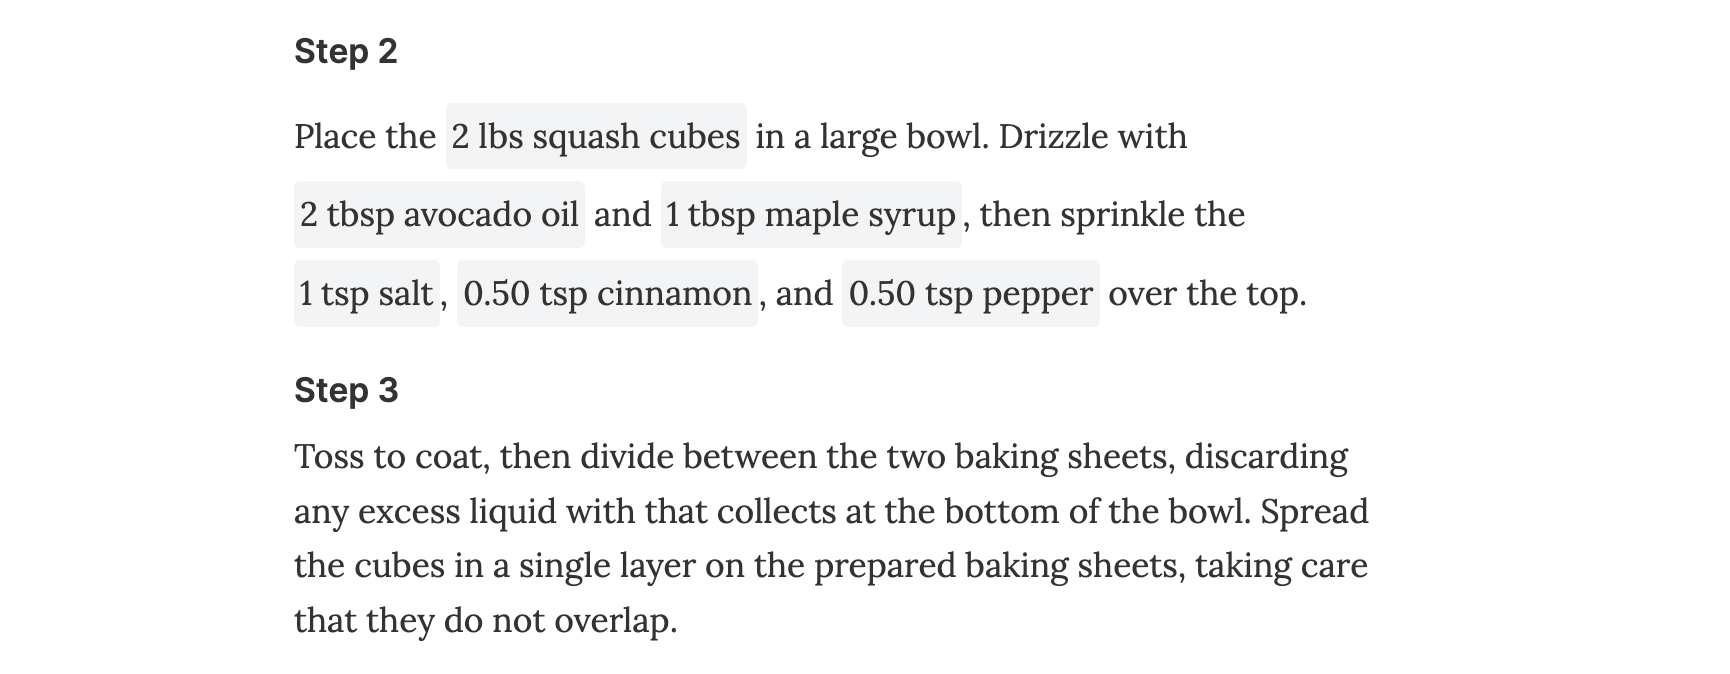 Step 2
Place the 2 lbs squash cubes in a large bowl. Drizzle with
2 tbsp avocado oil and 1 tbsp maple syrup, then sprinkle the
1 tsp salt, 0.50 tsp cinnamon, and 0.50 tsp pepper over the top.
Step 3
Toss to coat, then divide between the two baking sheets, discarding
any excess liquid with that collects at the bottom of the bowl. Spread
the cubes in a single layer on the prepared baking sheets, taking care
that they do not overlap.